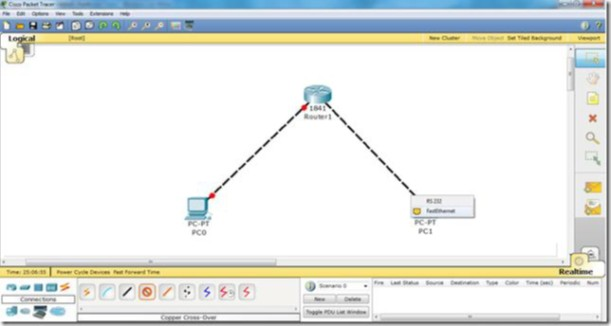 Cisco Packet Tracer
File Edit Options View Tools Extensions Help
Logical [Root] New Cluster Move Object Set Tiled Background Viewport
1841
Router1
PC-PT
PC0
RS 232
FastEthernet
PC-PT
PC1
Time: 25:08:55 Power Cycle Devices Fast Forward Time Realtime
Connections
Copper Cross-Over
Scenario 0
New Delete
Toggle PDU List Window
Fire Last Status Source Destination Type Color Time (sec) Periodic Num